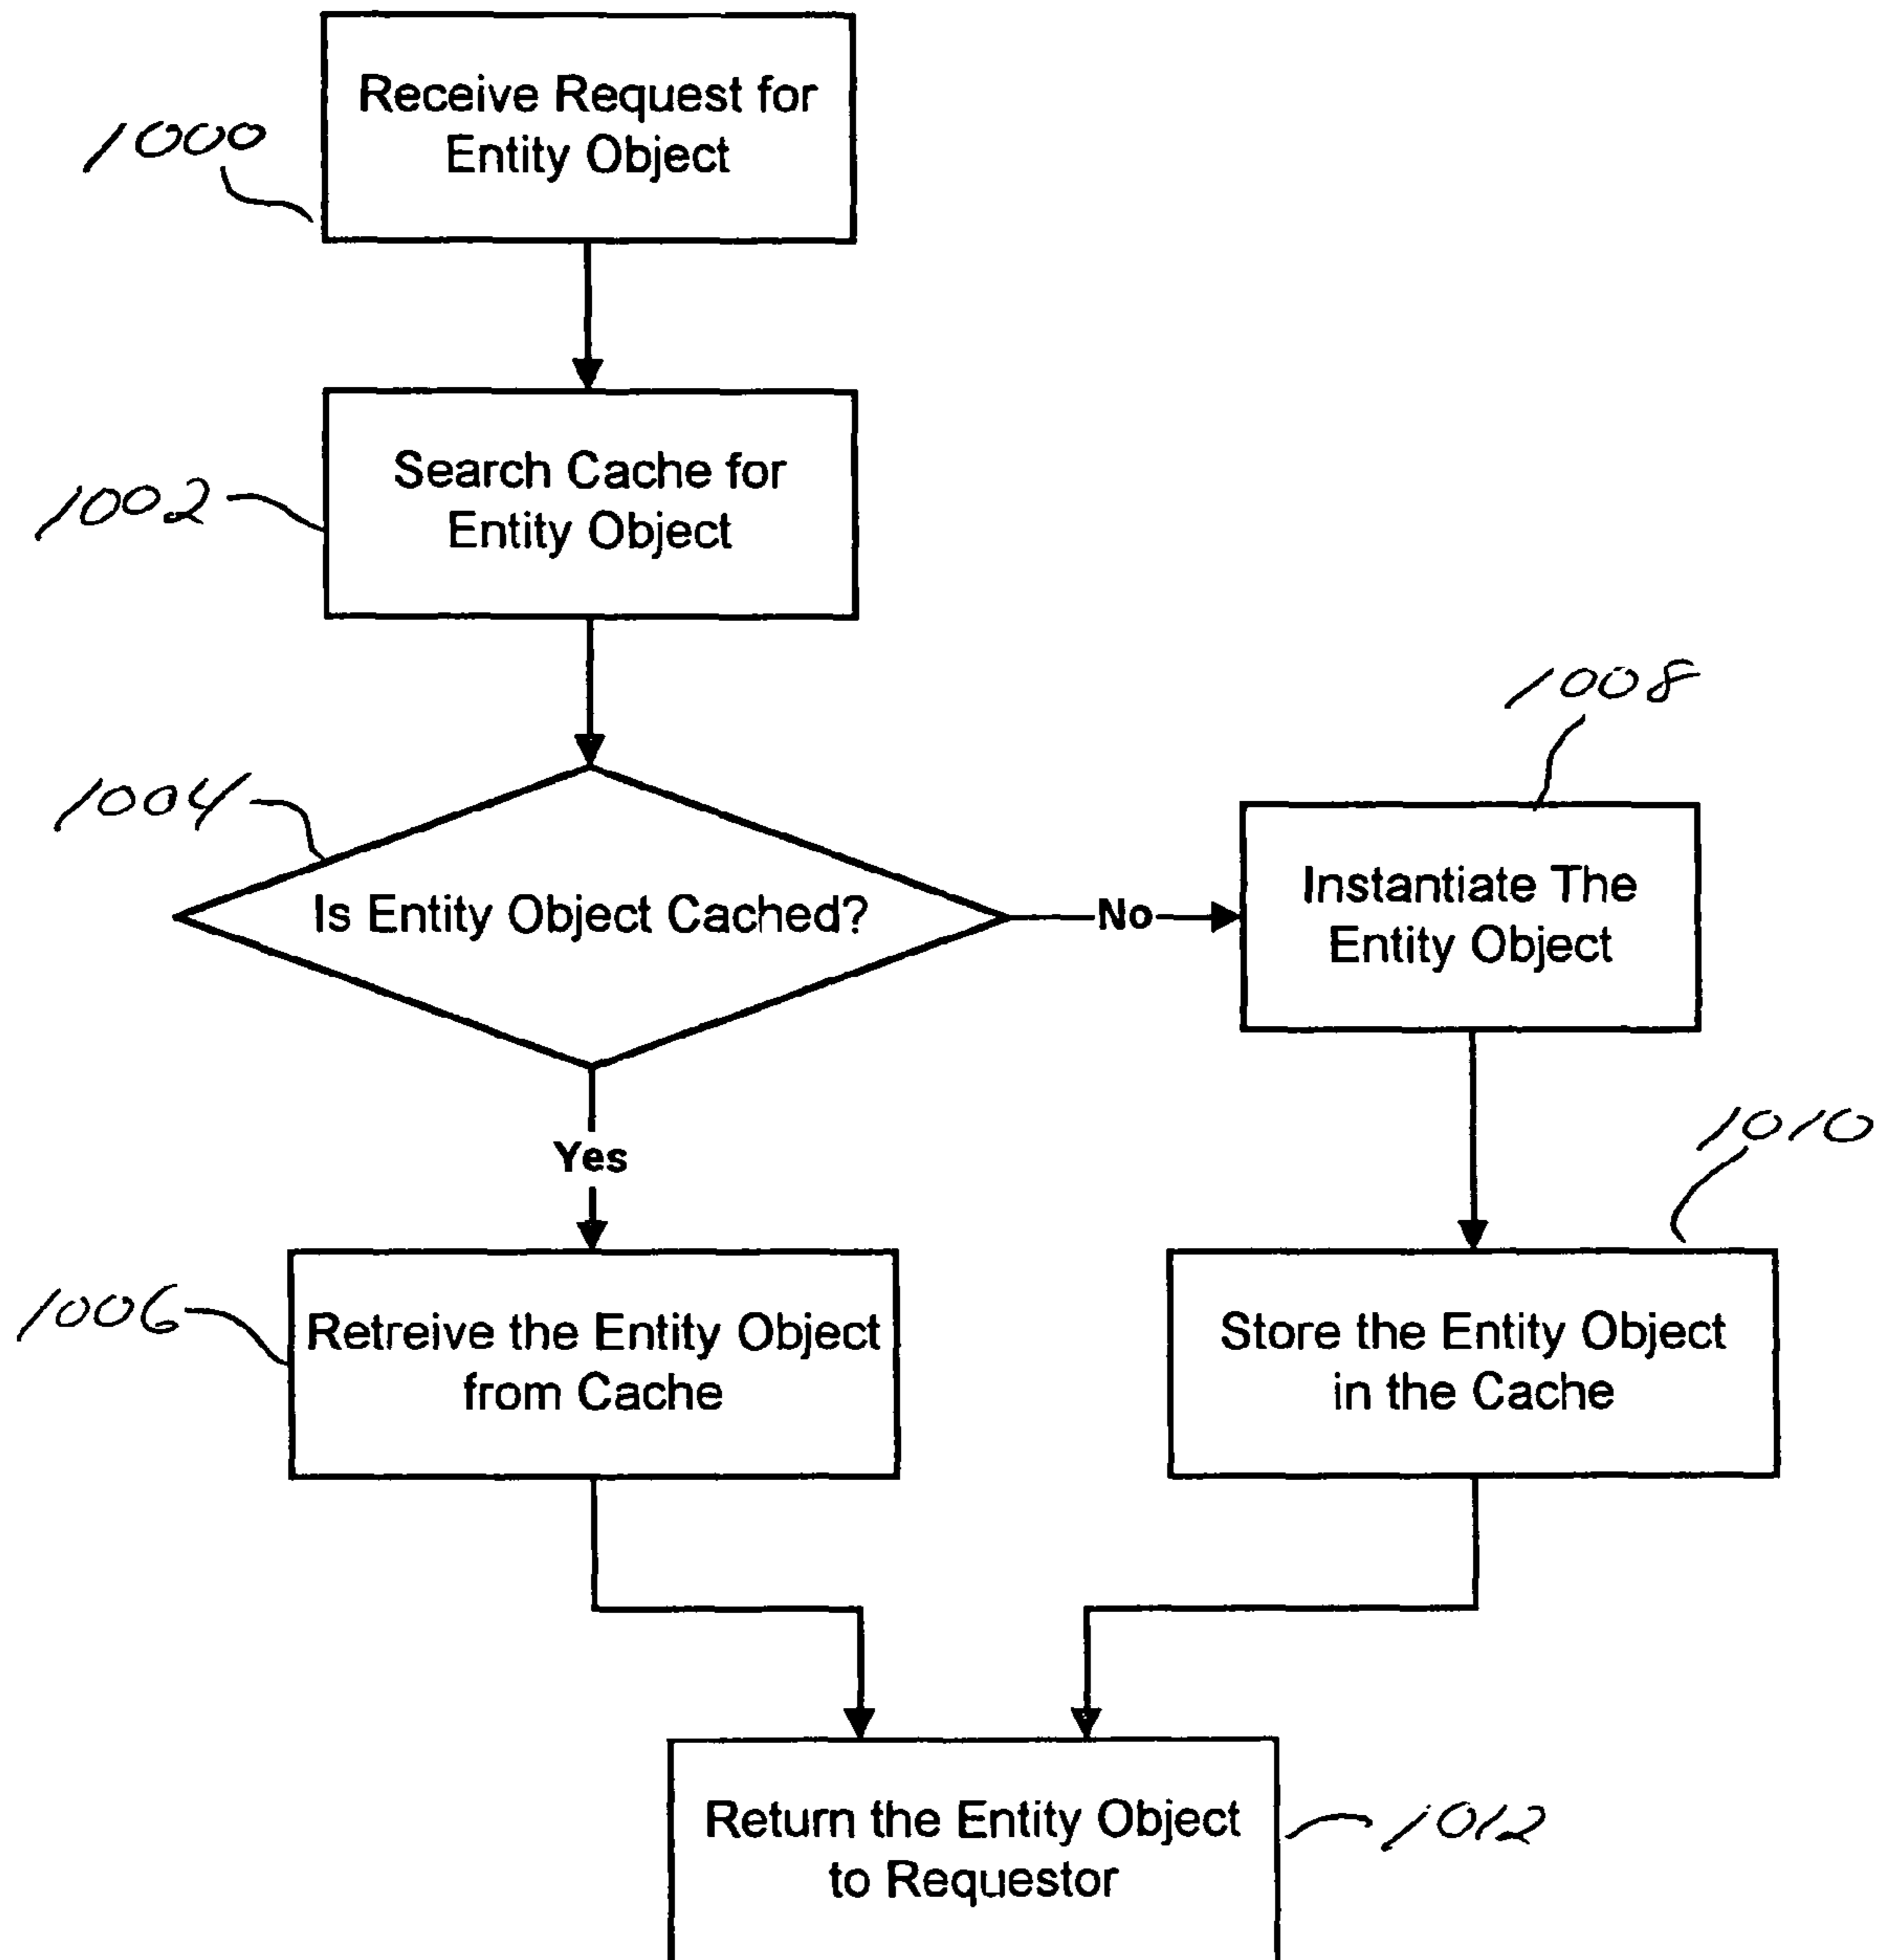 Receive Request for
Entity Object
1000
Search Cache for
Entity Object
1002
1004
Is Entity Object Cached?
No
1008
Instantiate The
Entity Object
Yes
1010
1006
Retreive the Entity Object
from Cache
Store the Entity Object
in the Cache
Return the Entity Object
to Requestor
1012